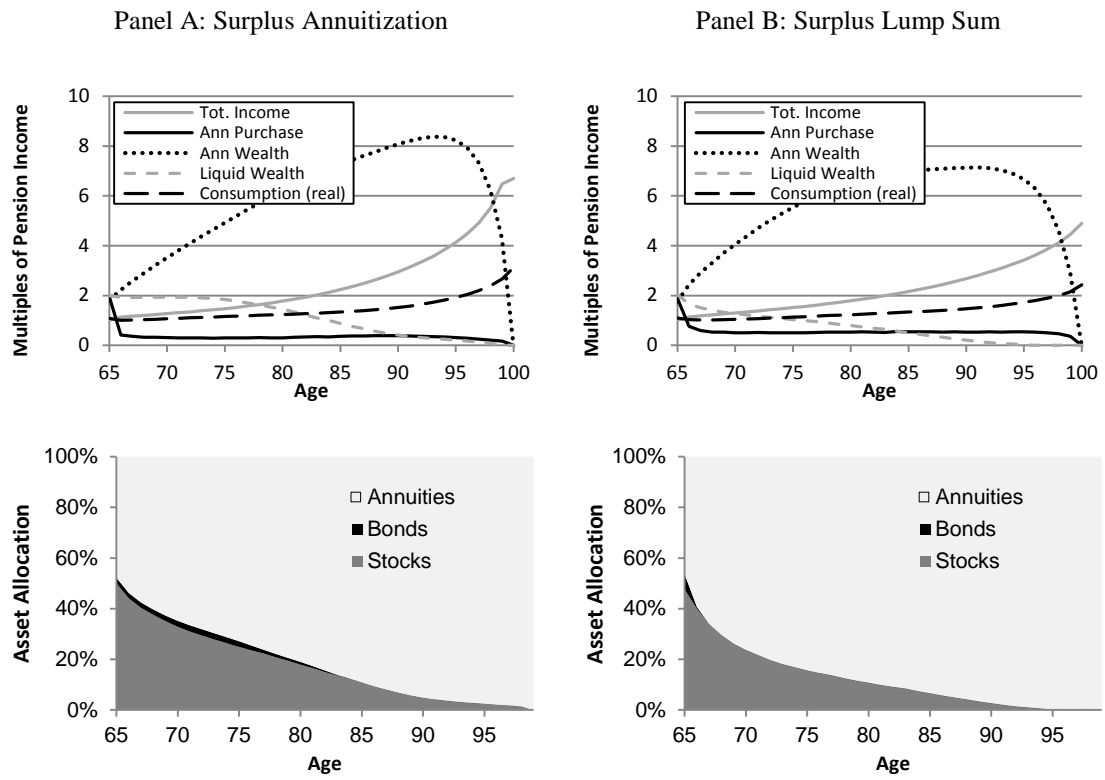 Panel A: Surplus Annuitization
Panel B: Surplus Lump Sum
Multiples of Pension Income
10
8
6
4
2
0
Tot. Income
Ann Purchase
Ann Wealth
Liquid Wealth
Consumption (real)
65 70 75 80 85 90 95 100
Age
Multiples of Pension Income
10
8
6
4
2
0
Tot. Income
Ann Purchase
Ann Wealth
Liquid Wealth
Consumption (real)
65 70 75 80 85 90 95 100
Age
Asset Allocation
100%
80%
60%
40%
20%
0%
Annuities
Bonds
Stocks
65 70 75 80 85 90 95
Age
Asset Allocation
100%
80%
60%
40%
20%
0%
Annuities
Bonds
Stocks
65 70 75 80 85 90 95
Age